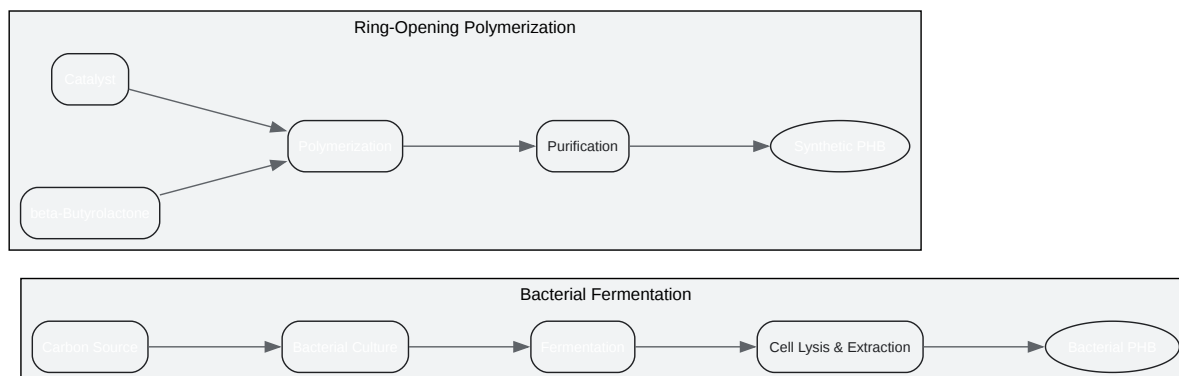 Ring-Opening Polymerization
Catalyst
Polymerization
Purification
Synthetic PHB
beta-Butyrolactone
Bacterial Fermentation
Carbon Source
Bacterial Culture
Fermentation
Cell Lysis & Extraction
Bacterial PHB